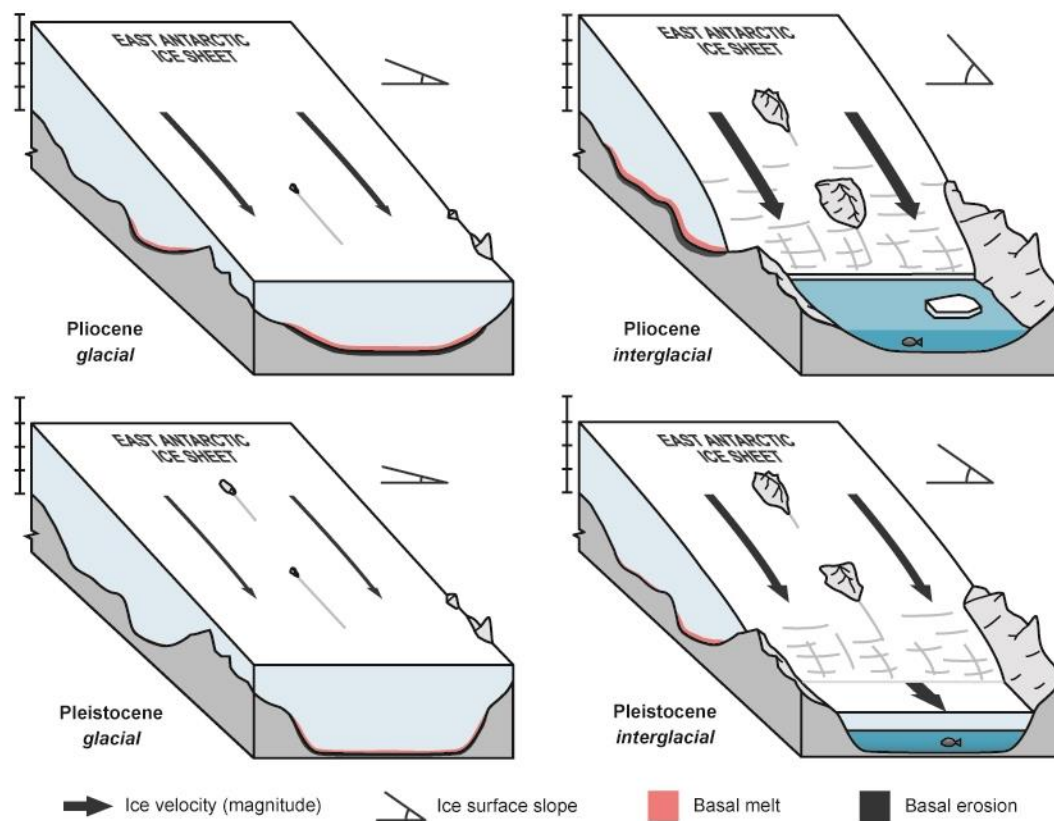 EAST ANTARCTIC
ICE SHEET
Pliocene
glacial
EAST ANTARCTIC
ICE SHEET
Pliocene
interglacial
EAST ANTARCTIC
ICE SHEET
Pleistocene
glacial
EAST ANTARCTIC
ICE SHEET
Pleistocene
interglacial
Ice velocity (magnitude)
Ice surface slope
Basal melt
Basal erosion